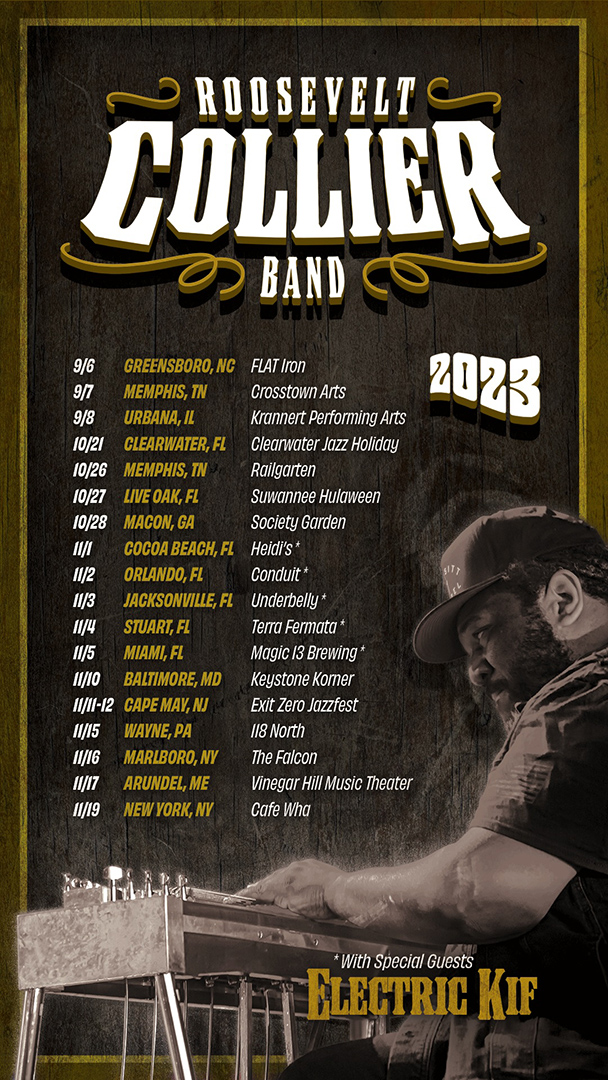 ROOSEVELT
COLLIER
BAND
2023
9/6 GREENSBORO, NC FLAT Iron
9/7 MEMPHIS, TN Crosstown Arts
9/8 URBANA, IL Krannert Performing Arts
10/21 CLEARWATER, FL Clearwater Jazz Holiday
10/26 MEMPHIS, TN Railgarten
10/27 LIVE OAK, FL Suwannee Hulaween
10/28 MACON, GA Society Garden
11/1 COCOA BEACH, FL Heidi's *
11/2 ORLANDO, FL Conduit *
11/3 JACKSONVILLE, FL Underbelly *
11/4 STUART, FL Terra Fermata *
11/5 MIAMI, FL Magic 13 Brewing *
11/10 BALTIMORE, MD Keystone Korner
11/11-12 CAPE MAY, NJ Exit Zero Jazzfest
11/15 WAYNE, PA 118 North
11/16 MARLBORO, NY The Falcon
11/17 ARUNDEL, ME Vinegar Hill Music Theater
11/19 NEW YORK, NY Cafe Wha
*With Special Guests
ELECTRIC KIF